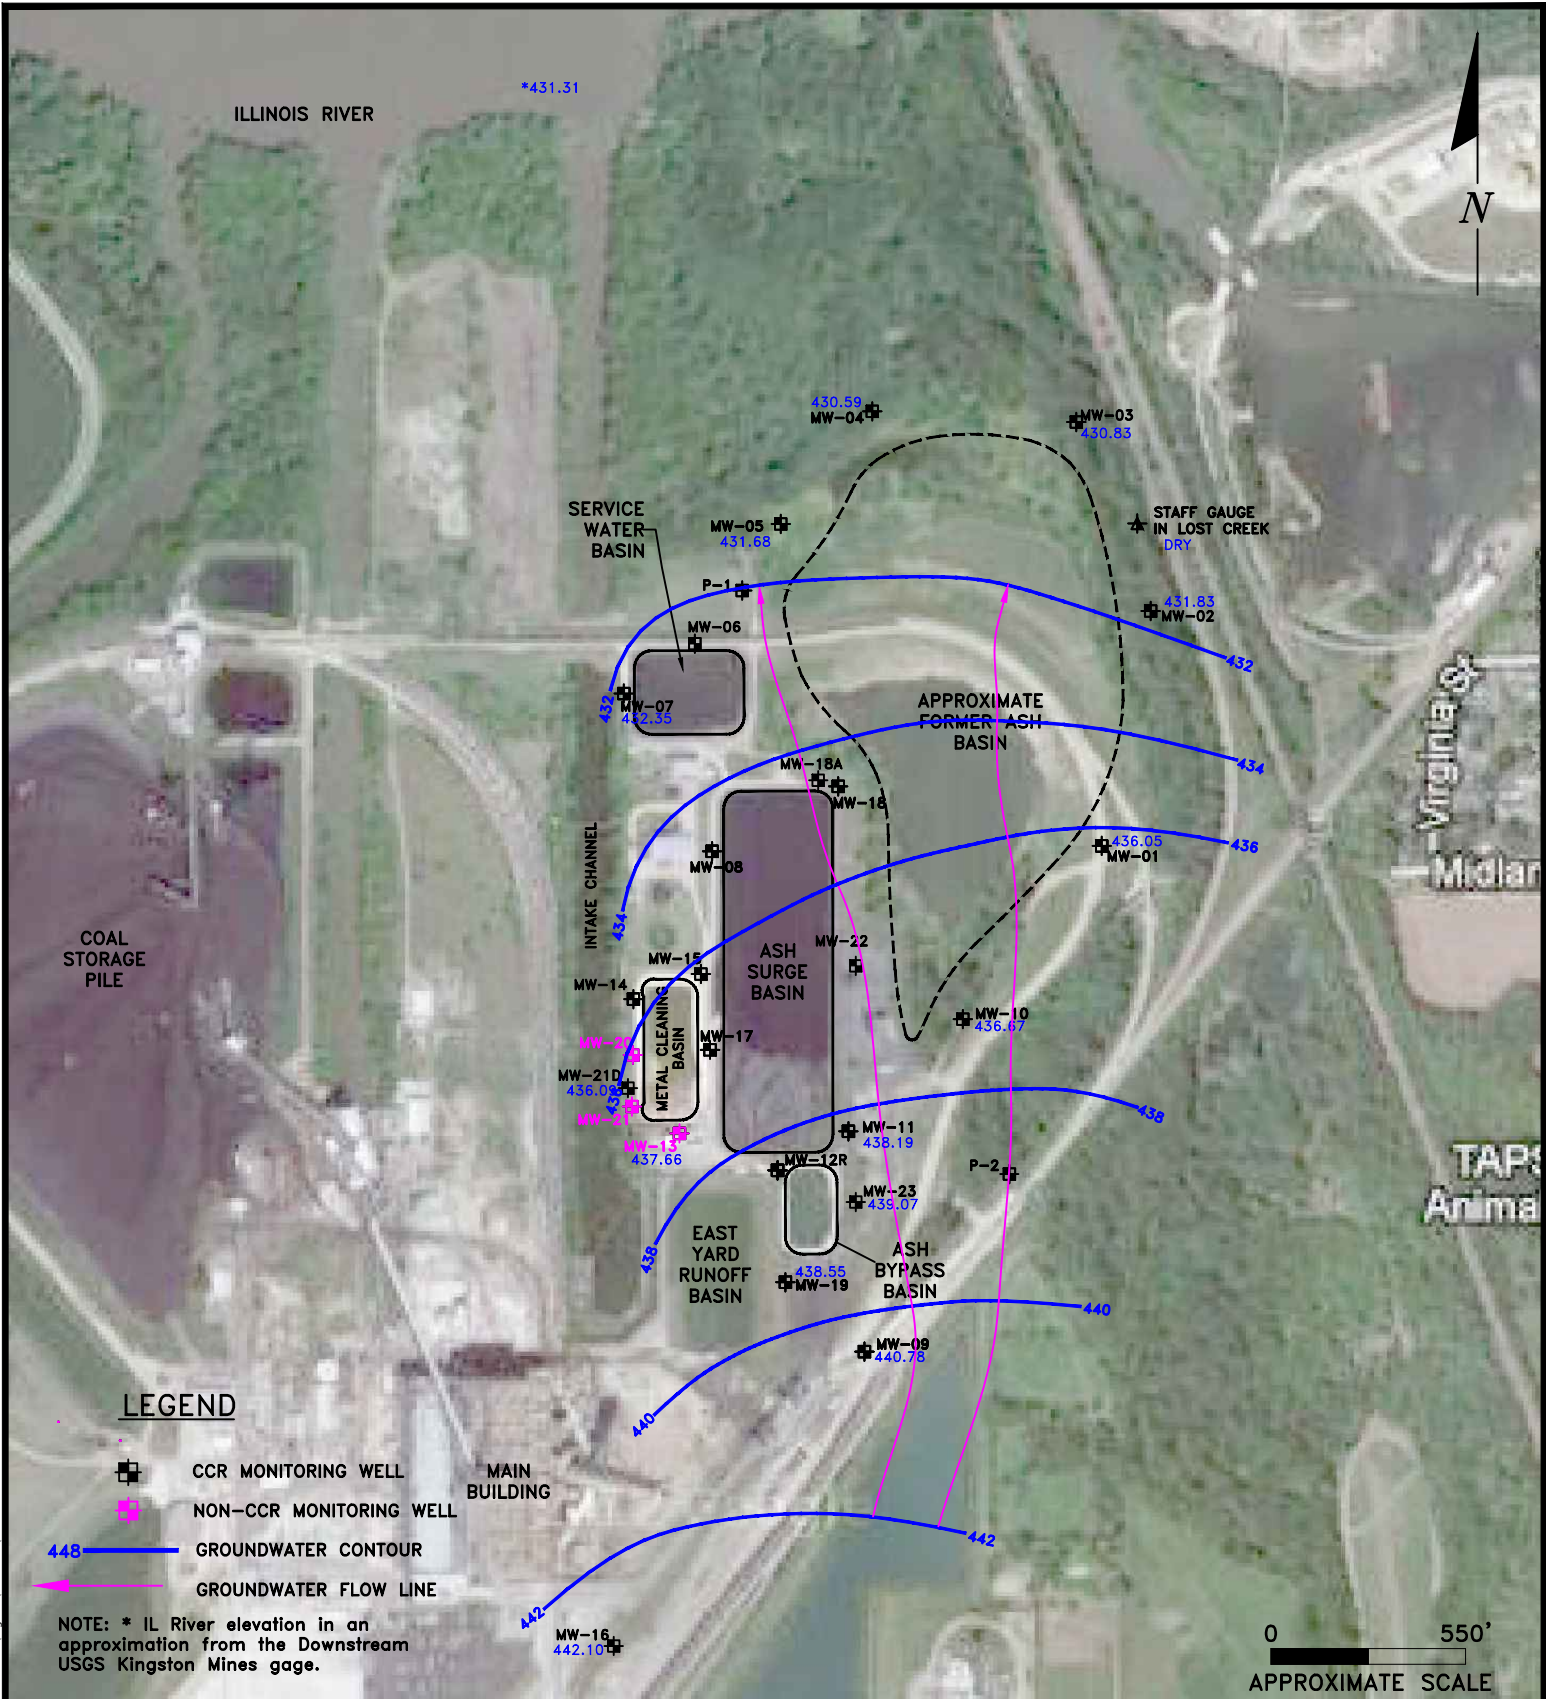 *431.31
ILLINOIS RIVER
N
430.59
MW-04
MW-03
430.83
SERVICE
WATER
BASIN
MW-05
431.68
STAFF GAUGE
IN LOST CREEK
DRY
P-1
431.83
MW-02
MW-06
432
432
MW-07
432.35
APPROXIMATE
FORMER ASH
BASIN
Virginia St
MW-18A
MW-18
434
434
INTAKE CHANNEL
MW-08
436.05
MW-01
436
Midlan
COAL
STORAGE
PILE
MW-15
MW-22
ASH
SURGE
BASIN
MW-14
METAL CLEANING
BASIN
MW-10
436.67
MW-20
MW-17
MW-21D
436.09
436
MW-21
438
MW-11
438.19
MW-13
437.66
MW-12R
P-2
TAPS
Anima
MW-23
439.07
438
EAST
YARD
RUNOFF
BASIN
ASH
BYPASS
BASIN
438.55
MW-19
440
MW-09
440.78
440
LEGEND
CCR MONITORING WELL
NON-CCR MONITORING WELL
448 GROUNDWATER CONTOUR
GROUNDWATER FLOW LINE
MAIN
BUILDING
442
442
MW-16
442.10
NOTE: * IL River elevation in an
approximation from the Downstream
USGS Kingston Mines gage.
0 550'
APPROXIMATE SCALE